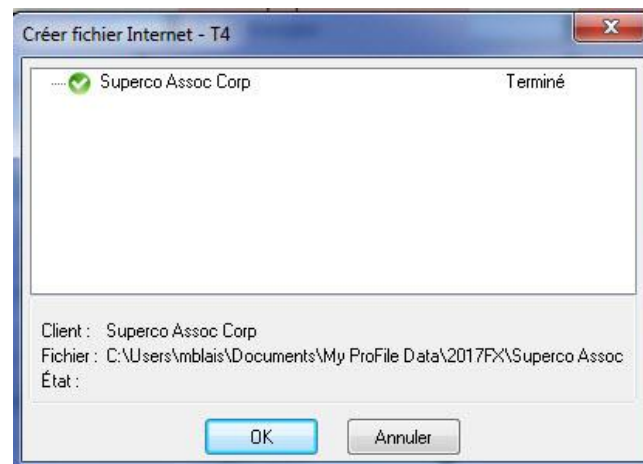 Créer fichier Internet - T4
Superco Assoc Corp Terminé
Client : Superco Assoc Corp
Fichier : C:\Users\mblais\Documents\My ProFile Data\2017FX\Superco Assoc
État :
OK Annuler